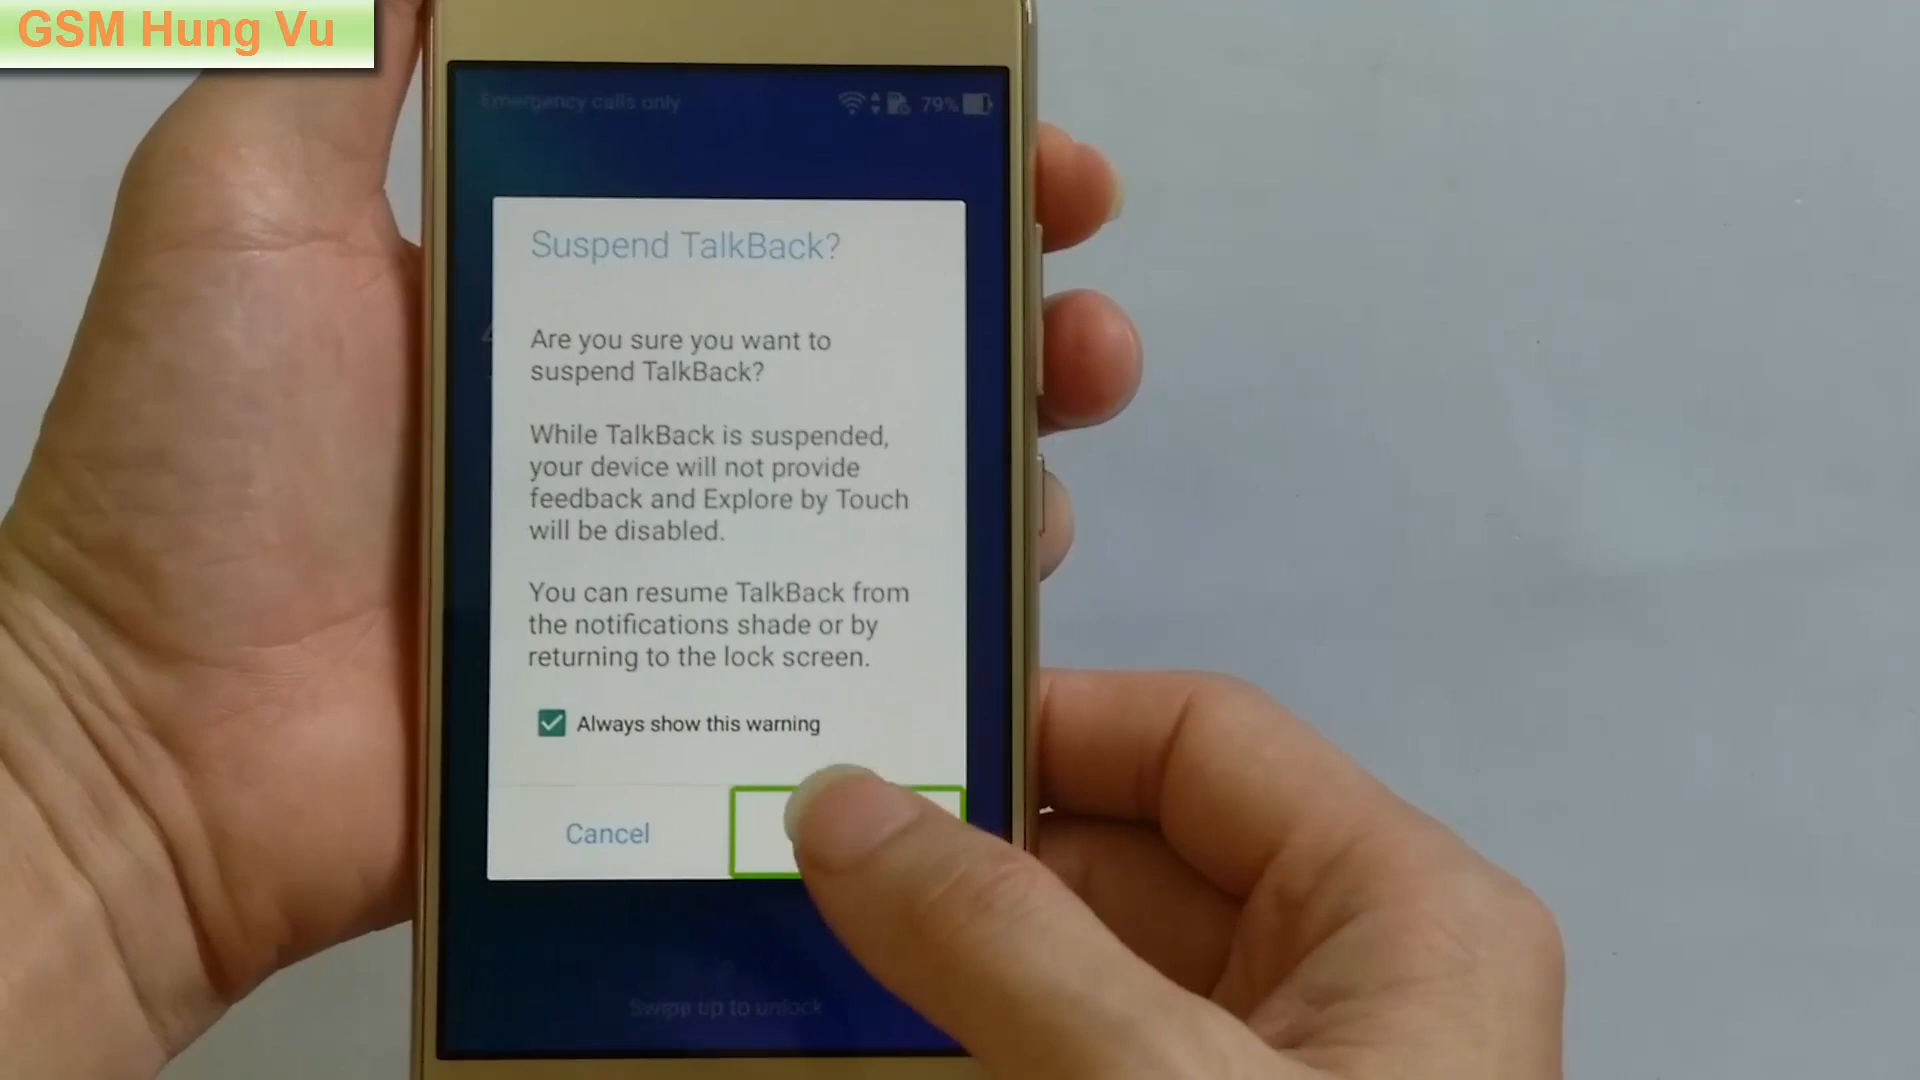 GSM Hung Vu
Emergency calls only
79%
Suspend TalkBack?
Are you sure you want to
suspend TalkBack?
While TalkBack is suspended,
your device will not provide
feedback and Explore by Touch
will be disabled.
You can resume TalkBack from
the notifications shade or by
returning to the lock screen.
Always show this warning
Cancel
Swipe up to unlock